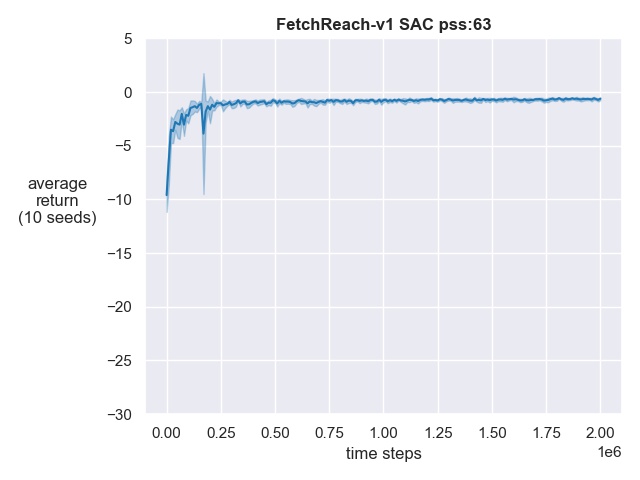 FetchReach-v1 SAC pss:63
5
0
−5
−10
−15
−20
−25
−30
average
return
(10 seeds)
0.00 0.25 0.50 0.75 1.00 1.25 1.50 1.75 2.00
time steps
1e6